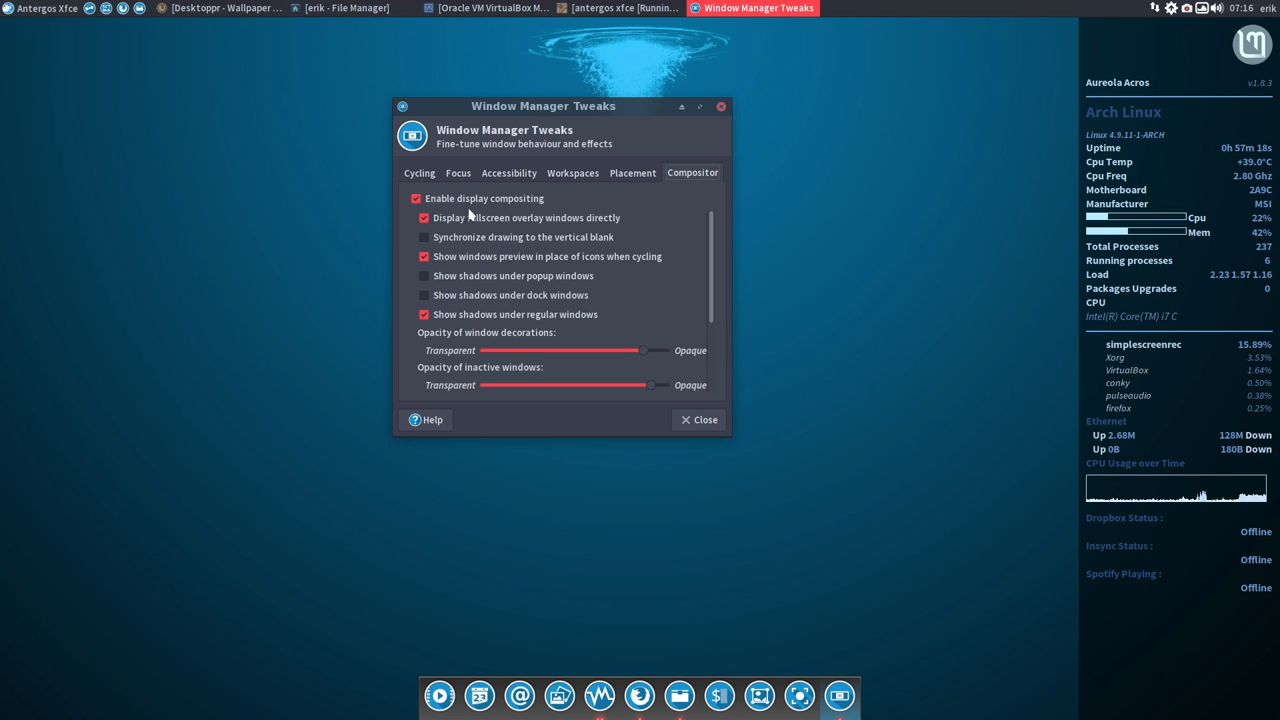 Antergos Xfce
[Desktoppr - Wallpaper ...
[erik - File Manager]
[Oracle VM VirtualBox M...
[antergos xfce [Runnin...
Window Manager Tweaks
07:16 erik
Window Manager Tweaks
Window Manager Tweaks
Fine-tune window behaviour and effects
Cycling Focus Accessibility Workspaces Placement Compositor
Enable display compositing
Display fullscreen overlay windows directly
Synchronize drawing to the vertical blank
Show windows preview in place of icons when cycling
Show shadows under popup windows
Show shadows under dock windows
Show shadows under regular windows
Opacity of window decorations:
Transparent Opaque
Opacity of inactive windows:
Transparent Opaque
Help Close
Aureola Acros v1.8.3
Arch Linux
Linux 4.9.11-1-ARCH
Uptime 0h 57m 18s
Cpu Temp +39.0°C
Cpu Freq 2.80 Ghz
Motherboard 2A9C
Manufacturer MSI
Cpu 22%
Mem 42%
Total Processes 237
Running processes 6
Load 2.23 1.57 1.16
Packages Upgrades 0
CPU
Intel(R) Core(TM) i7 C
simplescreenrec 15.89%
Xorg 3.53%
VirtualBox 1.64%
conky 0.50%
pulseaudio 0.38%
firefox 0.25%
Ethernet
Up 2.68M 128M Down
Up 0B 180B Down
CPU Usage over Time
Dropbox Status :
Offline
Insync Status :
Offline
Spotify Playing :
Offline
23
@
$